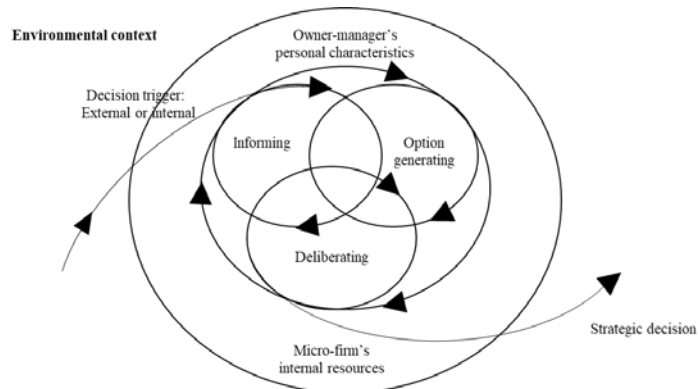 Environmental context
Owner-manager's
personal characteristics
Decision trigger:
External or internal
Informing
Option
generating
Deliberating
Strategic decision
Micro-firm's
internal resources